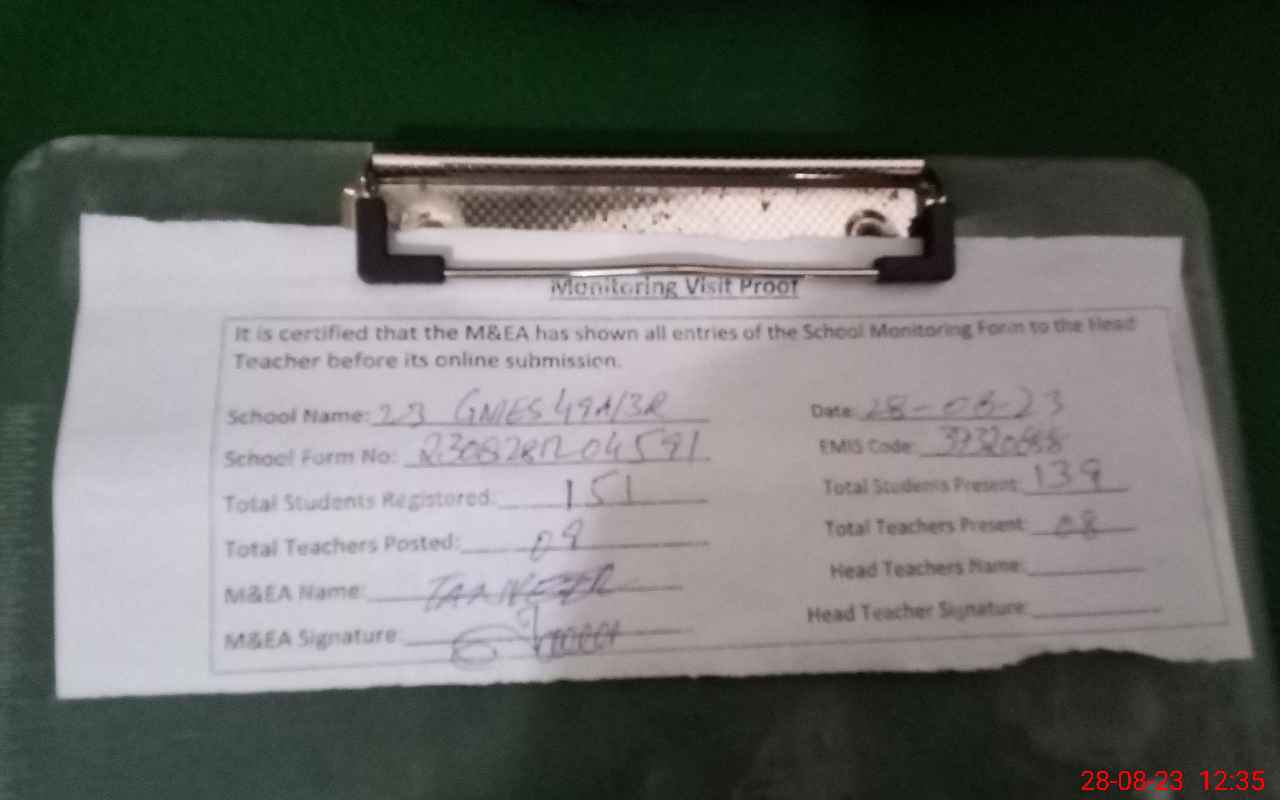 Monitoring Visit Proof
It is certified that the M&EA has shown all entries of the School Monitoring Form to the Head
Teacher before its online submission.
School Name: 23 GMES 49A/3R Date: 28-08-23
School Form No: EMIS Code:
Total Students Registered: 151 Total Students Present: 139
Total Teachers Posted: 09 Total Teachers Present: 08
M&EA Name: Head Teachers Name:
M&EA Signature Head Teacher Signature:
28-08-23 12:35